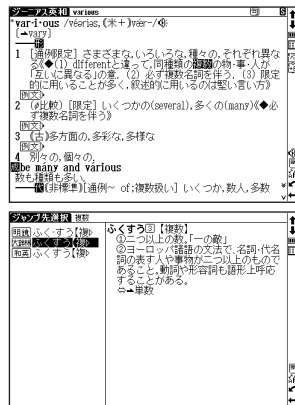 ジーニアス英和 various 句
*var·i·ous /véəriəs, (米+)vǽr-/
[→vary]
形
1 [通例限定] さまざまな, いろいろな, 種々の, それぞれ異な
る《◆(1) differentと違って, 同種類の複数の物·事·人が
「互いに異なる」の意. (2) 必ず複数名詞を伴う. (3) 限定
的に用いることが多く, 叙述的に用いるのは堅い言い方》
例文
2 (比較) [限定] いくつかの(several), 多くの(many)《◆必
ず複数名詞を伴う》
例文
3 《古》多方面の, 多彩な, 多様な
4 別々の, 個々の.
be mány and várious
数も種類も多い.
代 (非標準)[通例~ of; 複数扱い] いくつか, 数人, 多数
ジャンプ先選択 複数
明鏡 ふく·すう【複
大辞林 ふくすう【複
和英 ふくすう【複
ふくすう③【複数】
①二つ以上の数。「一の敵」
②ヨーロッパ諸語の文法で、名詞·代名
詞の表す人や事物が二つ以上のもので
あること。動詞や形容詞も語形上呼応
することがある。
⇔→単数